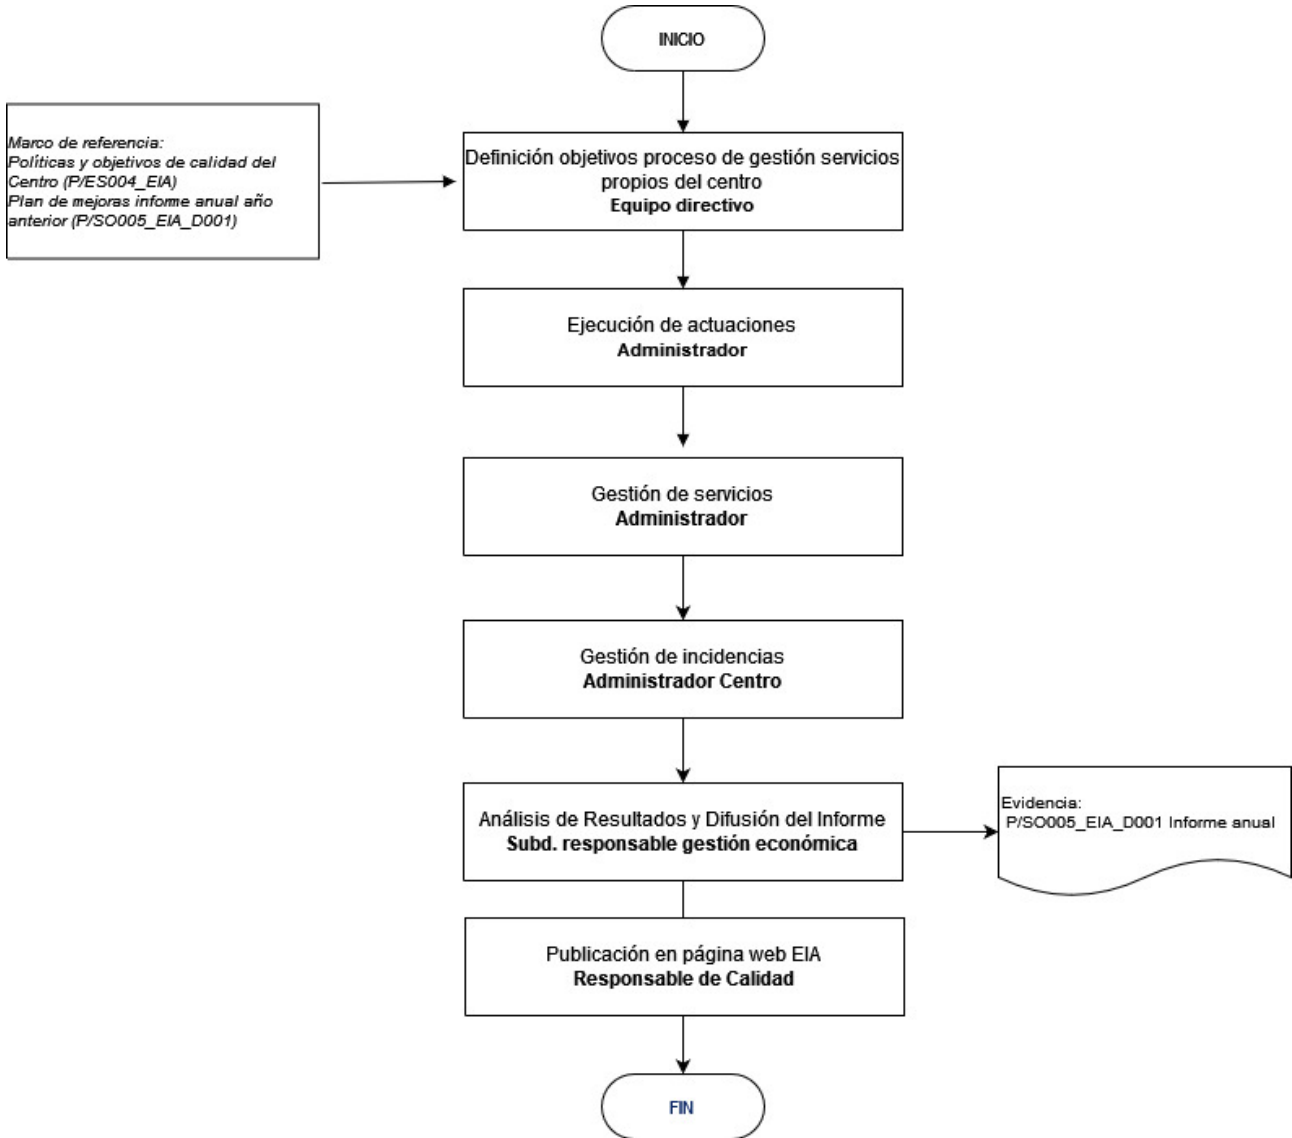 INICIO
Marco de referencia:
Políticas y objetivos de calidad del
Centro (P/ES004_EIA)
Plan de mejoras informe anual año
anterior (P/SO005_EIA_D001)
Definición objetivos proceso de gestión servicios
propios del centro
Equipo directivo
Ejecución de actuaciones
Administrador
Gestión de servicios
Administrador
Gestión de incidencias
Administrador Centro
Análisis de Resultados y Difusión del Informe
Subd. responsable gestión económica
Evidencia:
P/SO005_EIA_D001 Informe anual
Publicación en página web EIA
Responsable de Calidad
FIN